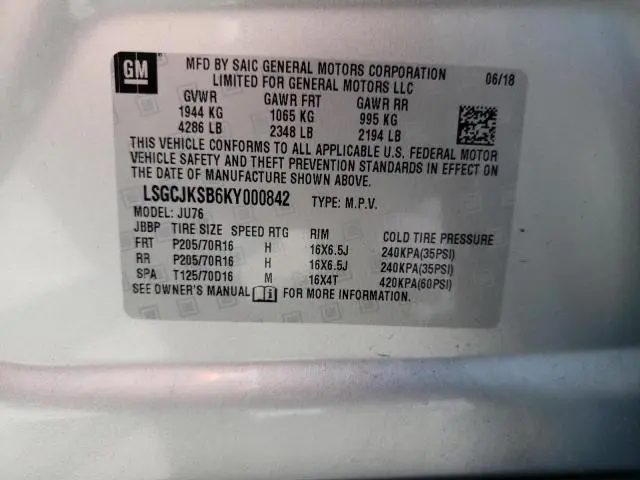 GM
MFD BY SAIC GENERAL MOTORS CORPORATION 06/18
LIMITED FOR GENERAL MOTORS LLC
GVWR GAWR FRT GAWR RR
1944 KG 1065 KG 995 KG
4286 LB 2348 LB 2194 LB
THIS VEHICLE CONFORMS TO ALL APPLICABLE U.S. FEDERAL MOTOR
VEHICLE SAFETY AND THEFT PREVENTION STANDARDS IN EFFECT ON
THE DATE OF MANUFACTURE SHOWN ABOVE.
LSGCJKSB6KY000842 TYPE: M.P.V.
MODEL: JU76
JBBP TIRE SIZE SPEED RTG RIM COLD TIRE PRESSURE
FRT P205/70R16 H 16X6.5J 240KPA(35PSI)
RR P205/70R16 H 16X6.5J 240KPA(35PSI)
SPA T125/70D16 M 16X4T 420KPA(60PSI)
SEE OWNER'S MANUAL FOR MORE INFORMATION.